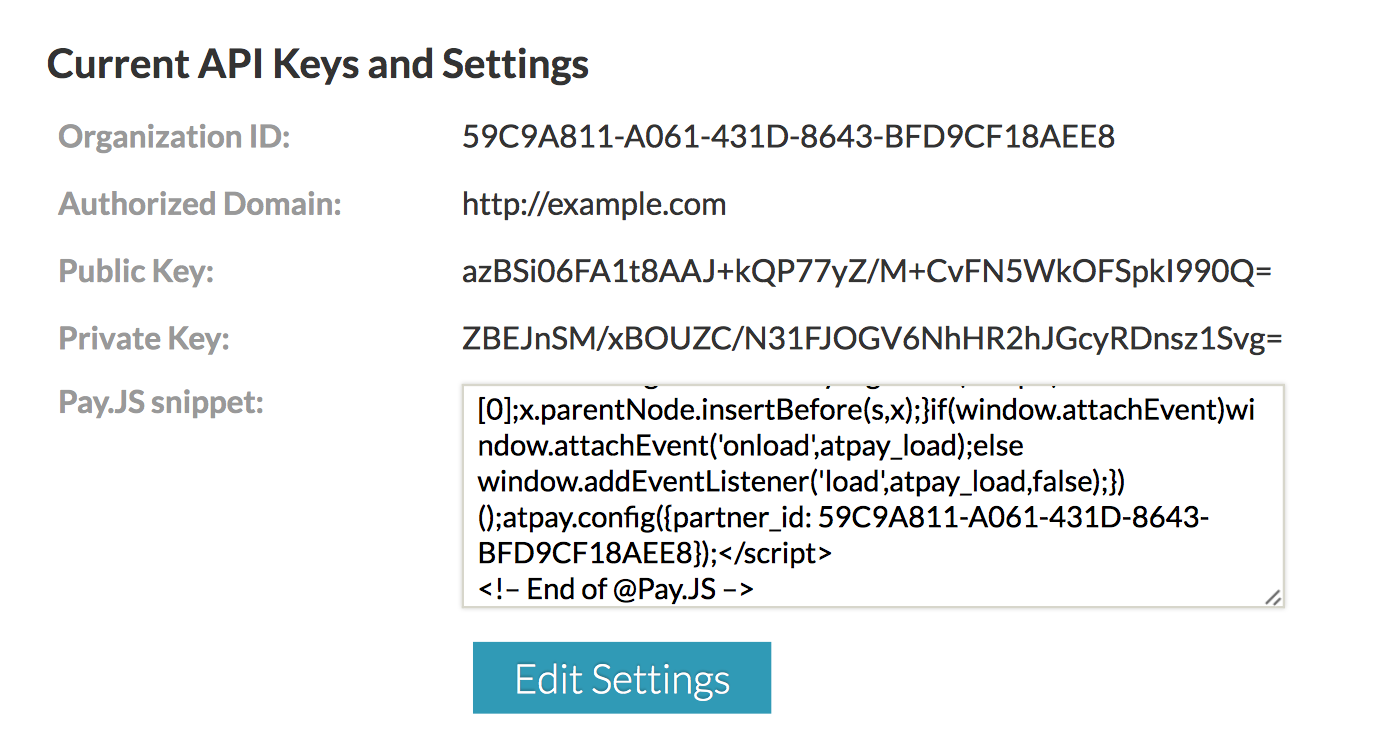 Current API Keys and Settings
Organization ID: 59C9A811-A061-431D-8643-BFD9CF18AEE8
Authorized Domain: http://example.com
Public Key: azBSi06FA1t8AAJ+kQP77yZ/M+CvFN5WkOFSpkI990Q=
Private Key: ZBEJnSM/xBOUZC/N31FJOGV6NhHR2hJGcyRDnsz1Svg=
Pay.JS snippet:
[0];x.parentNode.insertBefore(s,x);}if(window.attachEvent)wi
ndow.attachEvent('onload',atpay_load);else
window.addEventListener('load',atpay_load,false);})
();atpay.config({partner_id: 59C9A811-A061-431D-8643-
BFD9CF18AEE8});</script>
<!– End of @Pay.JS –>
Edit Settings